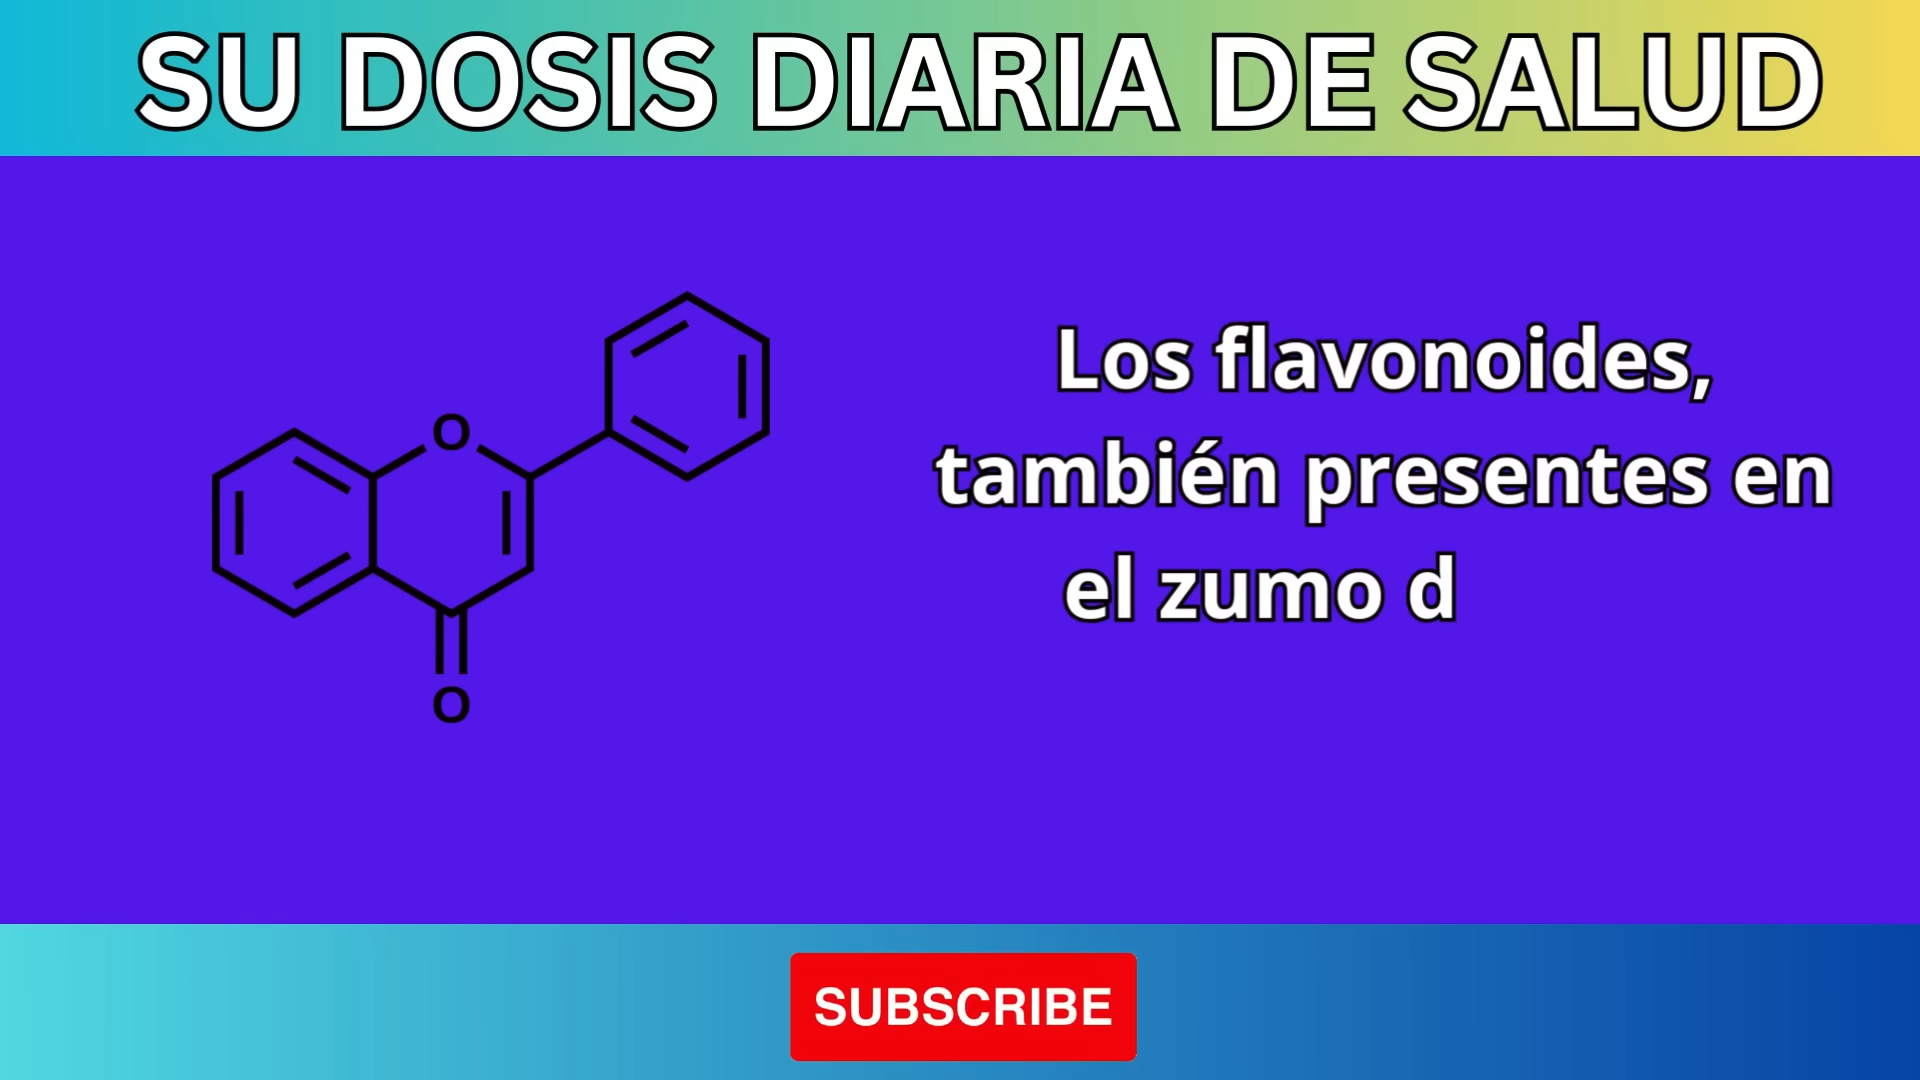 SU DOSIS DIARIA DE SALUD
O
O
Los flavonoides,
también presentes en
el zumo d
SUBSCRIBE